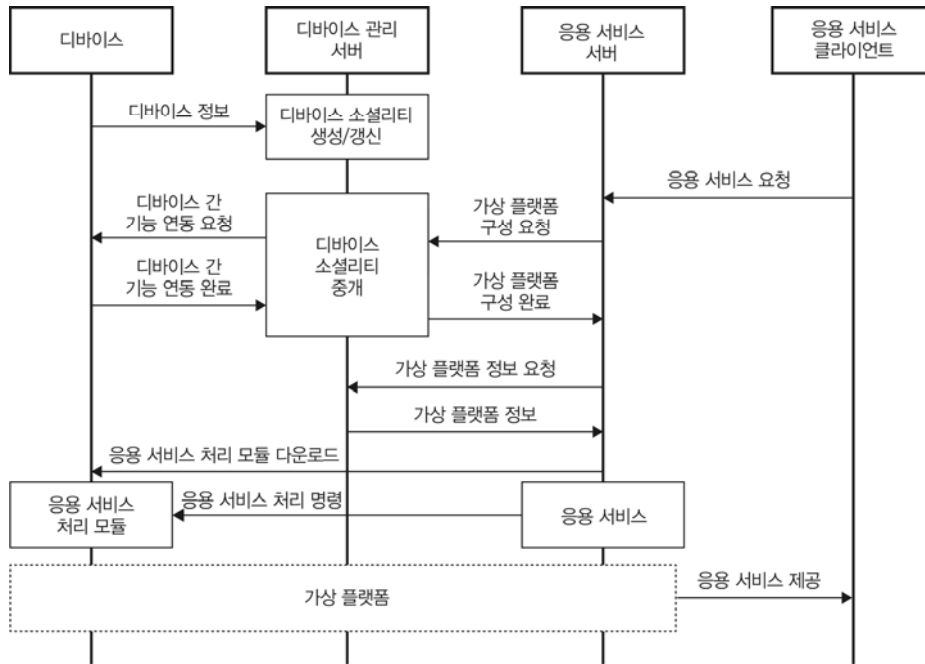 디바이스
디바이스 관리
서버
응용 서비스
서버
응용 서비스
클라이언트
디바이스 정보
디바이스 소셜리티
생성/갱신
응용 서비스 요청
디바이스 간
기능 연동 요청
가상 플랫폼
구성 요청
디바이스
소셜리티
중개
디바이스 간
기능 연동 완료
가상 플랫폼
구성 완료
가상 플랫폼 정보 요청
가상 플랫폼 정보
응용 서비스 처리 모듈 다운로드
응용 서비스
처리 모듈
응용 서비스 처리 명령
응용 서비스
가상 플랫폼
응용 서비스 제공